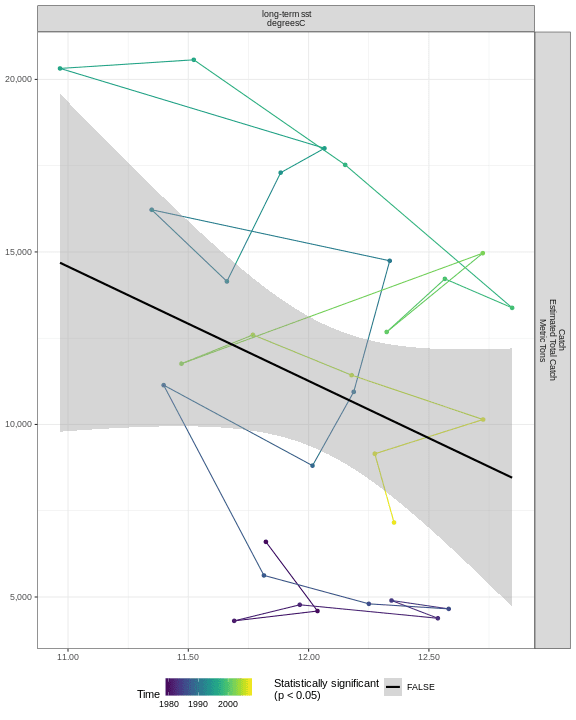 long-term sst
degreesC
20,000
15,000
10,000
5,000
Catch
Estimated Total Catch
Metric Tons
11.00 11.50 12.00 12.50
Time
1980 1990 2000
Statistically significant
(p < 0.05)
FALSE